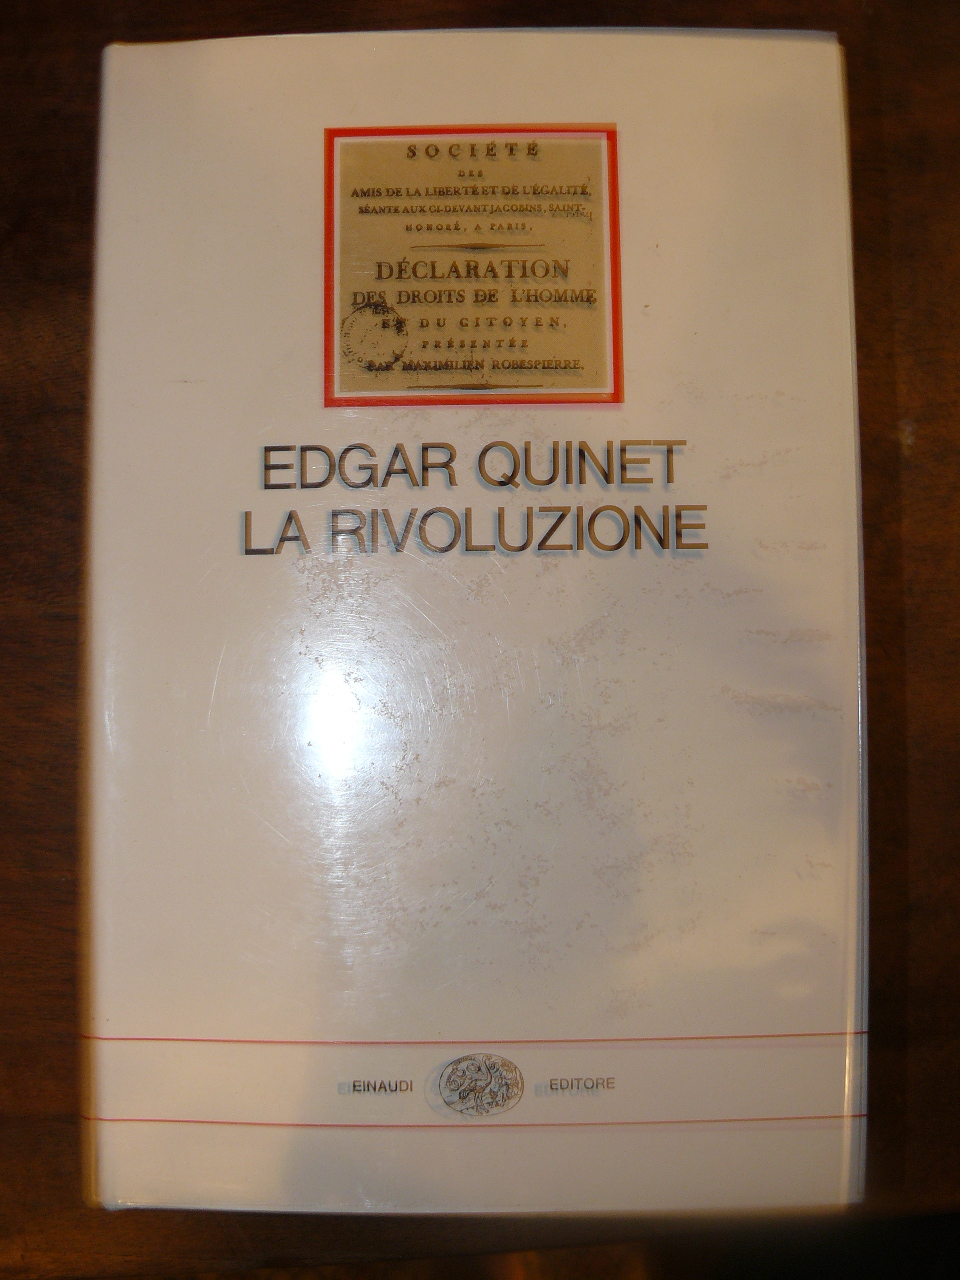 SOCIÉTÉ
DES
AMIS DE LA LIBERTÉ ET DE L'ÉGALITÉ,
SÉANTE AUX CI-DEVANT JACOBINS, SAINT-
HONORÉ, A PARIS.
DÉCLARATION
DES DROITS DE L'HOMME
ET DU CITOYEN,
PRÉSENTÉE
PAR MAXIMILIEN ROBESPIERRE,
EDGAR QUINET
LA RIVOLUZIONE
EINAUDI EDITORE